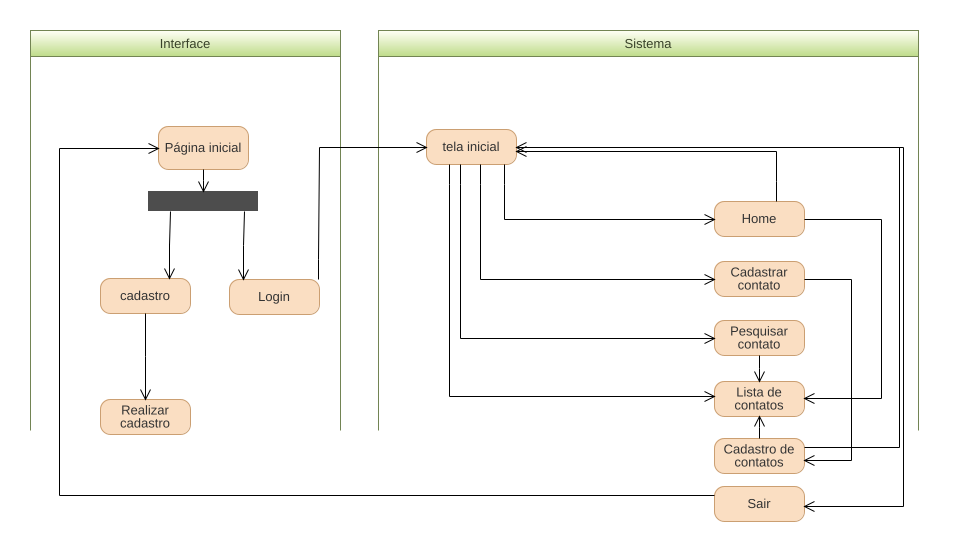 Interface
Sistema
Página inicial
tela inicial
Home
Cadastrar
contato
cadastro
Login
Pesquisar
contato
Lista de
contatos
Realizar
cadastro
Cadastro de
contatos
Sair